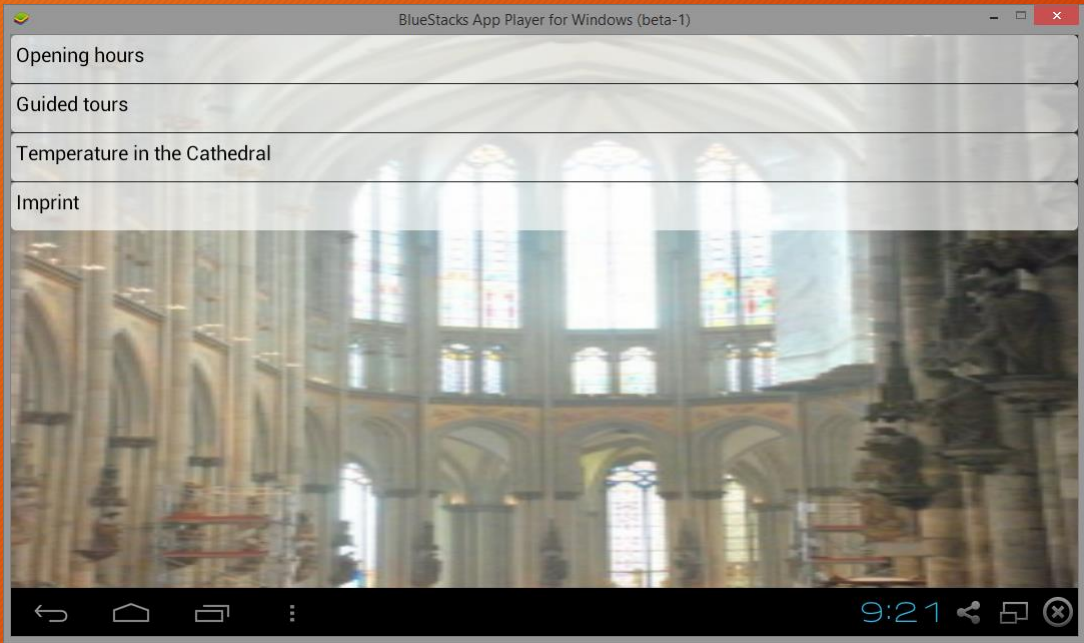 BlueStacks App Player for Windows (beta-1)
Opening hours
Guided tours
Temperature in the Cathedral
Imprint
9:21